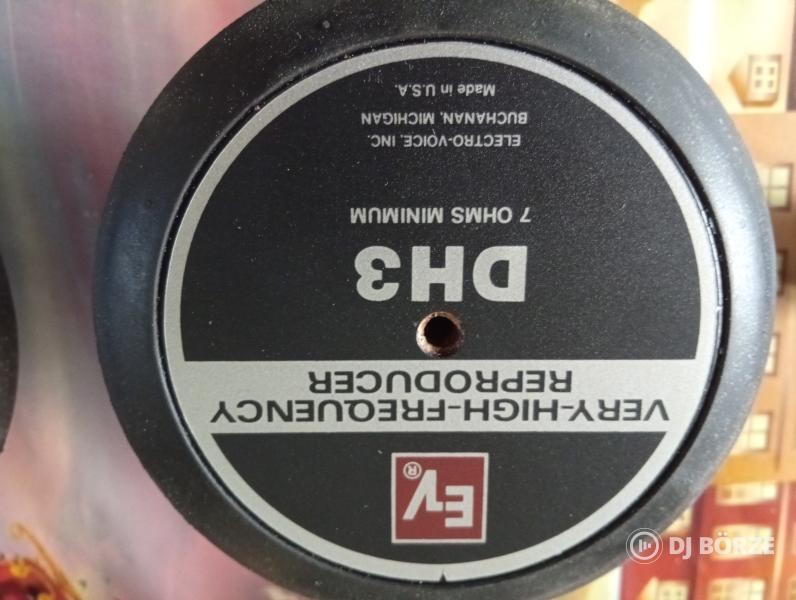 EV®
VERY-HIGH-FREQUENCY
REPRODUCER
DH3
7 OHMS MINIMUM
ELECTRO-VOICE, INC.
BUCHANAN, MICHIGAN
Made in U.S.A.
DJ BÖRZE